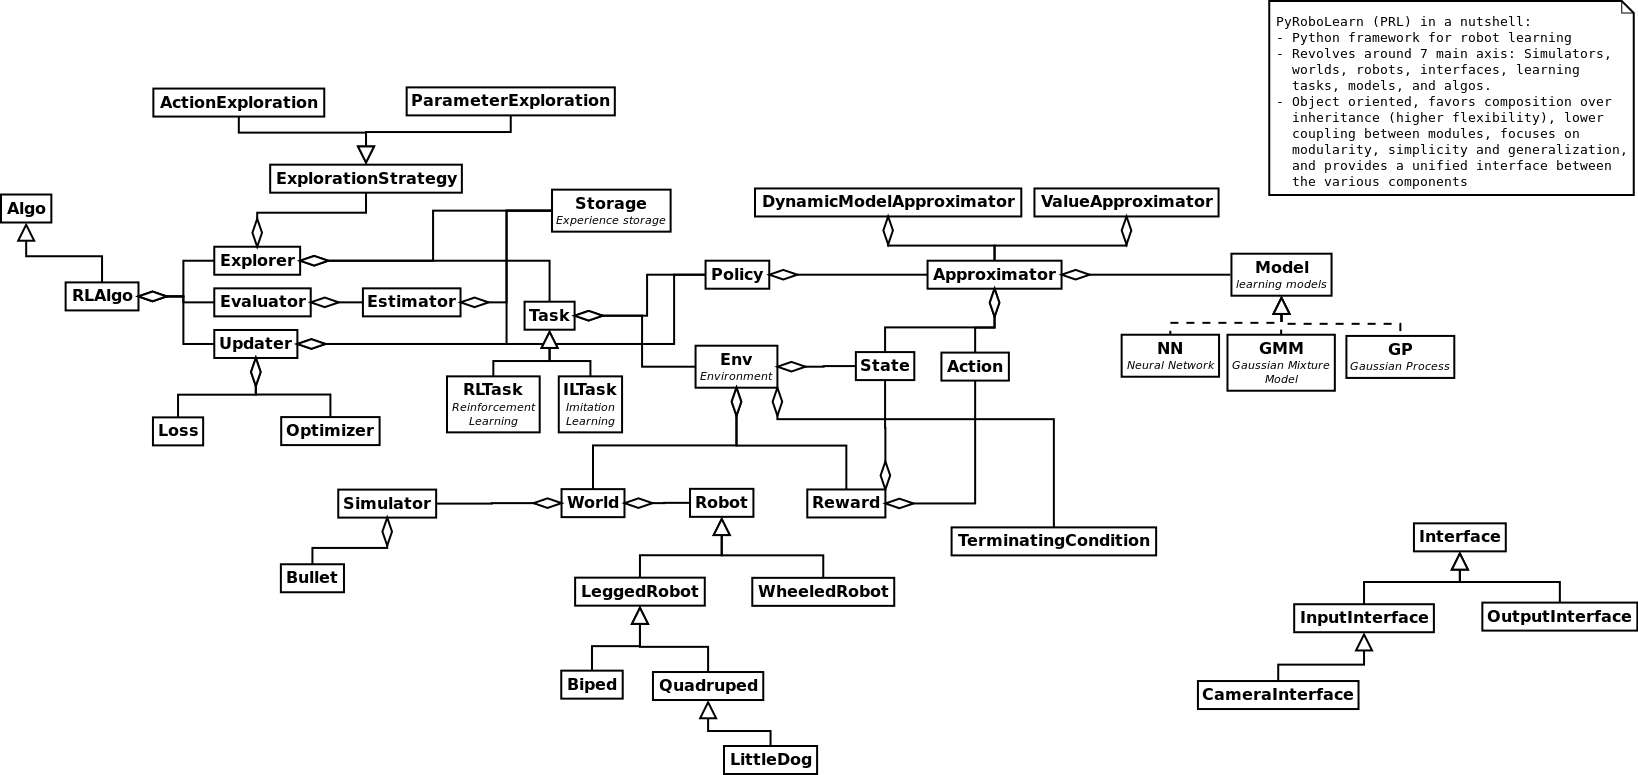 PyRoboLearn (PRL) in a nutshell:
- Python framework for robot learning
- Revolves around 7 main axis: Simulators,
worlds, robots, interfaces, learning
tasks, models, and algos.
- Object oriented, favors composition over
inheritance (higher flexibility), lower
coupling between modules, focuses on
modularity, simplicity and generalization,
and provides a unified interface between
the various components
ActionExploration
ParameterExploration
ExplorationStrategy
Algo
Storage
Experience storage
DynamicModelApproximator
ValueApproximator
Explorer
Policy
Approximator
Model
learning models
RLAlgo
Evaluator
Estimator
Task
Updater
Env
Environment
State
Action
NN
Neural Network
GMM
Gaussian Mixture
Model
GP
Gaussian Process
RLTask
Reinforcement
Learning
ILTask
Imitation
Learning
Loss
Optimizer
Simulator
World
Robot
Reward
TerminatingCondition
Interface
Bullet
LeggedRobot
WheeledRobot
InputInterface
OutputInterface
Biped
Quadruped
CameraInterface
LittleDog